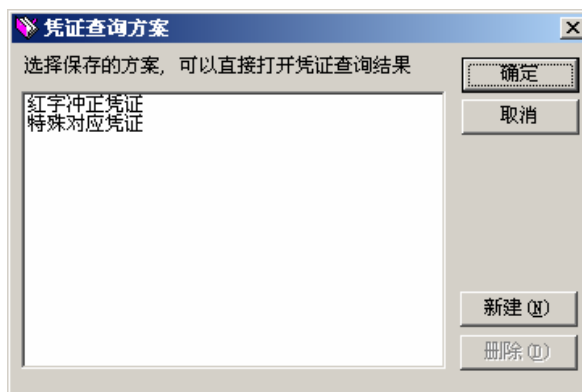 凭证查询方案
选择保存的方案, 可以直接打开凭证查询结果
确定
红字冲正凭证
特殊对应凭证
取消
新建(N)
删除(D)